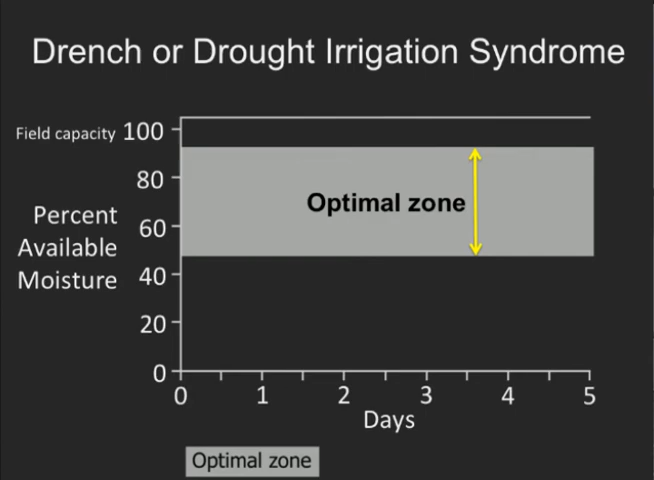 Drench or Drought Irrigation Syndrome
Field capacity 100
80
Optimal zone
Percent
60
Available
Moisture
40
20
0
0 1 2 3 4 5
Days
Optimal zone